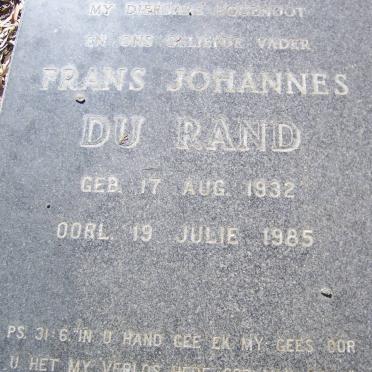 MY DIERBARE EGGENOOT
EN ONS GELIEFDE VADER
FRANS JOHANNES
DU RAND
GEB. 17 AUG. 1932
OORL. 19 JULIE 1985
PS. 31:6. IN U HAND GEE EK MY GEES OOR
U HET MY VERLOS HERE